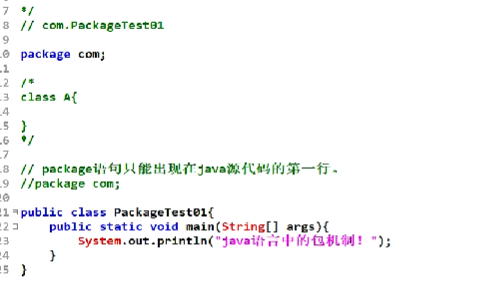 7 */
8 // com.PackageTest01
9
10 package com;
11
12 /*
13 class A{
14
15 }
16 */
17
18 // package语句只能出现在java源代码的第一行。
19 //package com;
20
21 public class PackageTest01{
22 public static void main(String[] args){
23 System.out.println("java语言中的包机制！");
24 }
25 }